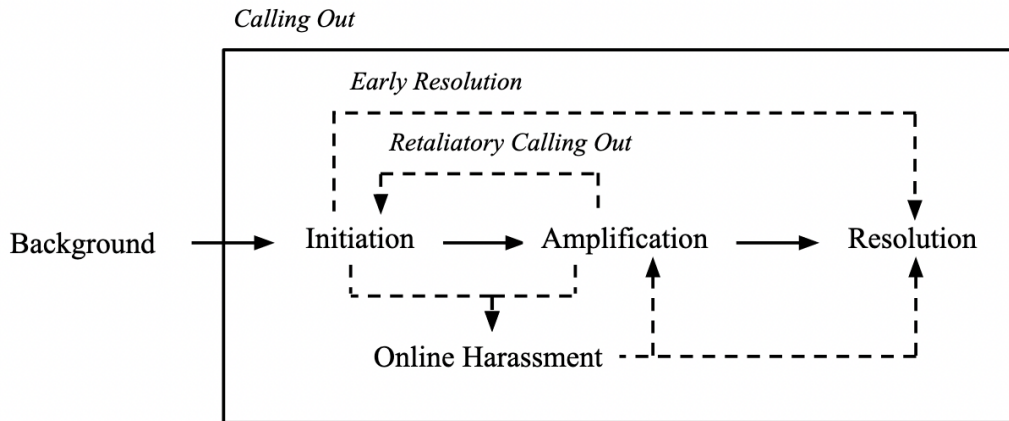 Calling Out
Early Resolution
Retaliatory Calling Out
Background
Initiation
Amplification
Resolution
Online Harassment